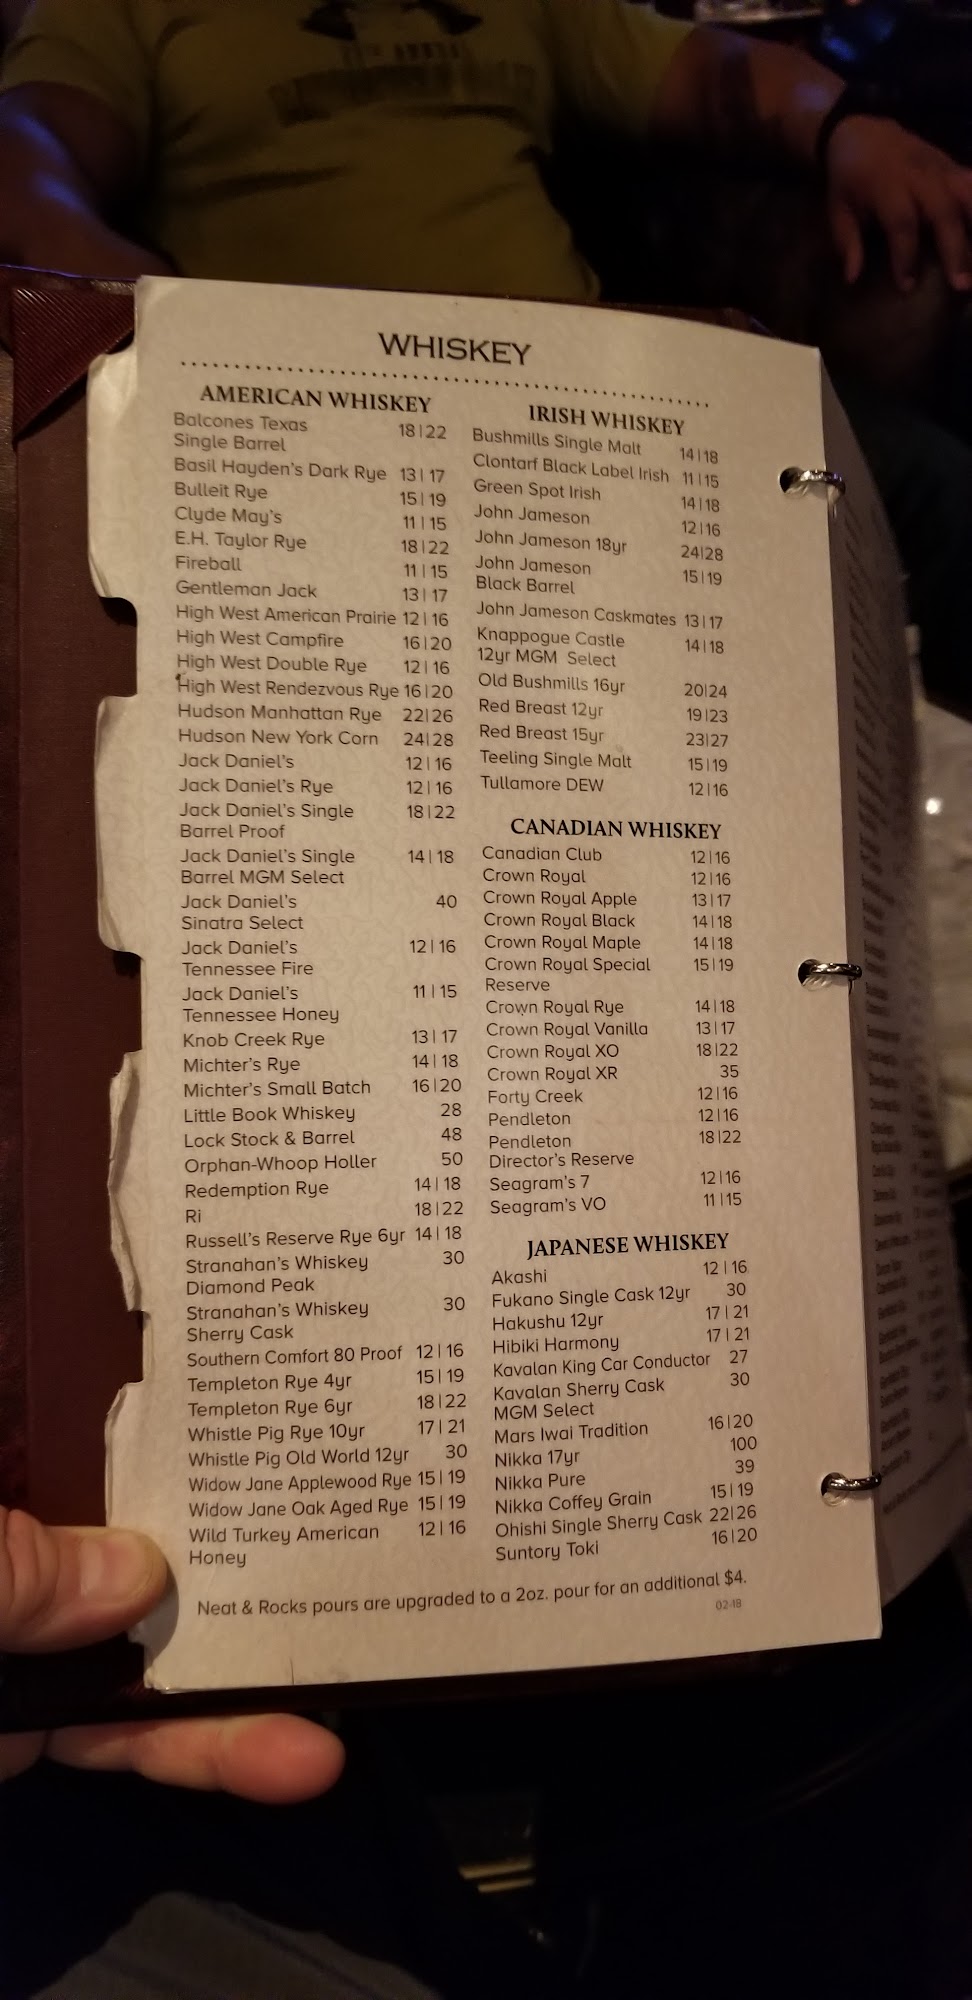 WHISKEY
AMERICAN WHISKEY
Balcones Texas 18|22
Single Barrel
Basil Hayden's Dark Rye 13|17
Bulleit Rye 15|19
Clyde May's 11|15
E.H. Taylor Rye 18|22
Fireball 11|15
Gentleman Jack 13|17
High West American Prairie 12|16
High West Campfire 16|20
High West Double Rye 12|16
High West Rendezvous Rye 16|20
Hudson Manhattan Rye 22|26
Hudson New York Corn 24|28
Jack Daniel's 12|16
Jack Daniel's Rye 12|16
Jack Daniel's Single 18|22
Barrel Proof
Jack Daniel's Single 14|18
Barrel MGM Select
Jack Daniel's 40
Sinatra Select
Jack Daniel's 12|16
Tennessee Fire
Jack Daniel's 11|15
Tennessee Honey
Knob Creek Rye 13|17
Michter's Rye 14|18
Michter's Small Batch 16|20
Little Book Whiskey 28
Lock Stock & Barrel 48
Orphan-Whoop Holler 50
Redemption Rye 14|18
Ri 18|22
Russell's Reserve Rye 6yr 14|18
Stranahan's Whiskey 30
Diamond Peak
Stranahan's Whiskey 30
Sherry Cask
Southern Comfort 80 Proof 12|16
Templeton Rye 4yr 15|19
Templeton Rye 6yr 18|22
Whistle Pig Rye 10yr 17|21
Whistle Pig Old World 12yr 30
Widow Jane Applewood Rye 15|19
Widow Jane Oak Aged Rye 15|19
Wild Turkey American 12|16
Honey
IRISH WHISKEY
Bushmills Single Malt 14|18
Clontarf Black Label Irish 11|15
Green Spot Irish 14|18
John Jameson 12|16
John Jameson 18yr 24|28
John Jameson 15|19
Black Barrel
John Jameson Caskmates 13|17
Knappogue Castle 14|18
12yr MGM Select
Old Bushmills 16yr 20|24
Red Breast 12yr 19|23
Red Breast 15yr 23|27
Teeling Single Malt 15|19
Tullamore DEW 12|16
CANADIAN WHISKEY
Canadian Club 12|16
Crown Royal 12|16
Crown Royal Apple 13|17
Crown Royal Black 14|18
Crown Royal Maple 14|18
Crown Royal Special 15|19
Reserve
Crown Royal Rye 14|18
Crown Royal Vanilla 13|17
Crown Royal XO 18|22
Crown Royal XR 35
Forty Creek 12|16
Pendleton 12|16
Pendleton 18|22
Director's Reserve
Seagram's 7 12|16
Seagram's VO 11|15
JAPANESE WHISKEY
Akashi 12|16
Fukano Single Cask 12yr 30
Hakushu 12yr 17|21
Hibiki Harmony 17|21
Kavalan King Car Conductor 27
Kavalan Sherry Cask 30
MGM Select
Mars Iwai Tradition 16|20
Nikka 17yr 100
Nikka Pure 39
Nikka Coffey Grain 15|19
Ohishi Single Sherry Cask 22|26
Suntory Toki 16|20
Neat & Rocks pours are upgraded to a 2oz. pour for an additional $4.
02-18